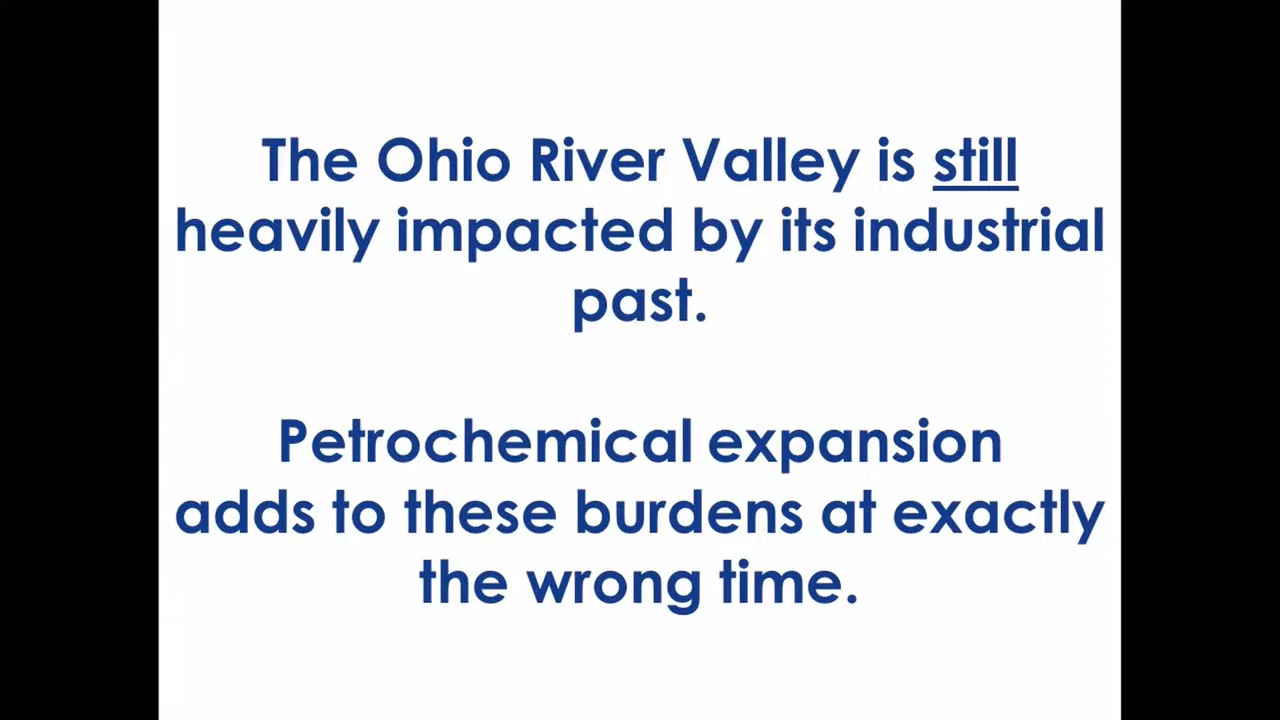 The Ohio River Valley is still
heavily impacted by its industrial
past.
Petrochemical expansion
adds to these burdens at exactly
the wrong time.